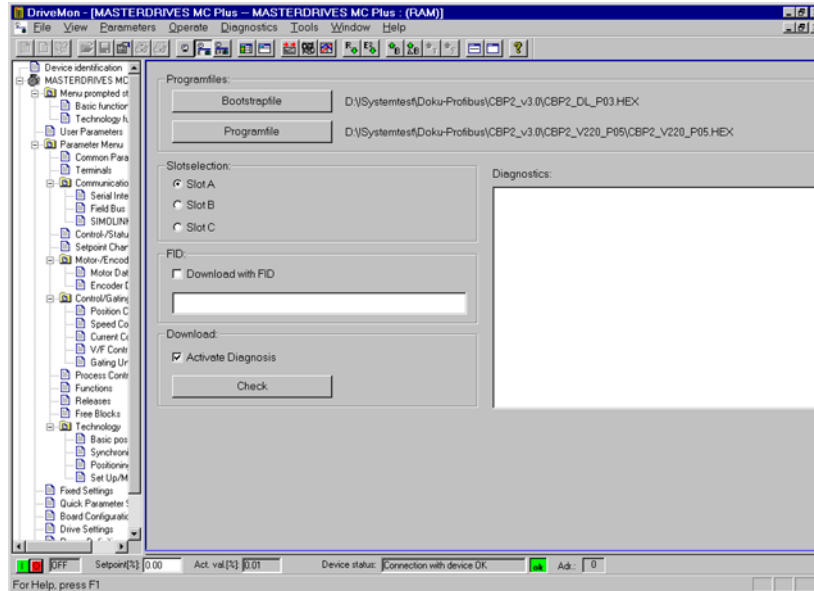 DriveMon - [MASTERDRIVES MC Plus -- MASTERDRIVES MC Plus : (RAM)]
File View Parameters Operate Diagnostics Tools Window Help
Device identification
MASTERDRIVES MC
Menu prompted st
Basic function
Technology fu
User Parameters
Parameter Menu
Common Para
Terminals
Communicatio
Serial Inte
Field Bus
SIMOLINK
Control-/Statu
Setpoint Char
Motor-/Encod
Motor Dat
Encoder D
Control/Gating
Position C
Speed Co
Current Co
V/F Contr
Gating Un
Process Contr
Functions
Releases
Free Blocks
Technology
Basic pos
Synchroni
Positioning
Set Up/M
Fixed Settings
Quick Parameter S
Board Configuratic
Drive Settings
Programfiles:
Bootstrapfile D:\!Systemtest\Doku-Profibus\CBP2_v3.0\CBP2_DL_P03.HEX
Programfile D:\!Systemtest\Doku-Profibus\CBP2_v3.0\CBP2_V220_P05\CBP2_V220_P05.HEX
Slotselection:
Slot A
Slot B
Slot C
FID:
Download with FID
Download:
Activate Diagnosis
Check
Diagnostics:
OFF Setpoint[%] 0.00 Act. val.[%] 0.01 Device status: Connection with device OK ok Adr.: 0
For Help, press F1